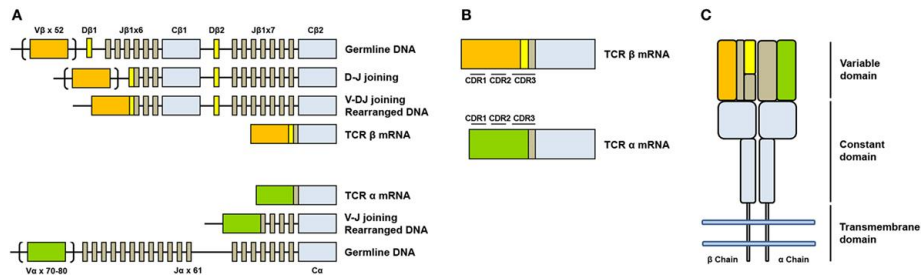 A
Vβ x 52 Dβ1 Jβ1x6 Cβ1 Dβ2 Jβ1x7 Cβ2
Germline DNA
D-J joining
V-DJ joining
Rearranged DNA
TCR β mRNA
TCR α mRNA
V-J joining
Rearranged DNA
Germline DNA
Vα x 70-80 Jα x 61 Cα
B
TCR β mRNA
CDR1 CDR2 CDR3
CDR1 CDR2 CDR3
TCR α mRNA
C
Variable
domain
Constant
domain
Transmembrane
domain
β Chain α Chain